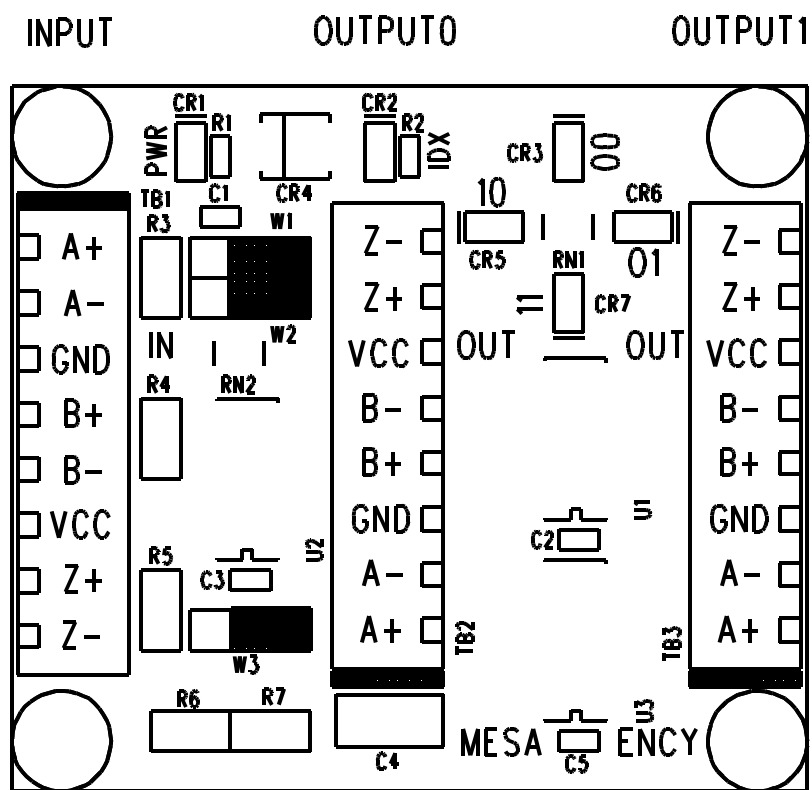 INPUT OUTPUT0 OUTPUT1
CR1 CR2
R1 R2
PWR IDX
CR3 00
CR4
TB1 C1 10 CR6
R3 W1
A+ Z- Z-
CR5 RN1 01
A- Z+ 11 CR7 Z+
W2
GND IN VCC OUT OUT VCC
R4 RN2
B+ B- B-
B- B+ B+
VCC GND C2 U1 GND
R5 U2
Z+ C3 A- A-
Z- A+ TB2 TB3 A+
W3
R6 R7
U3
MESA ENCY
C4 C5